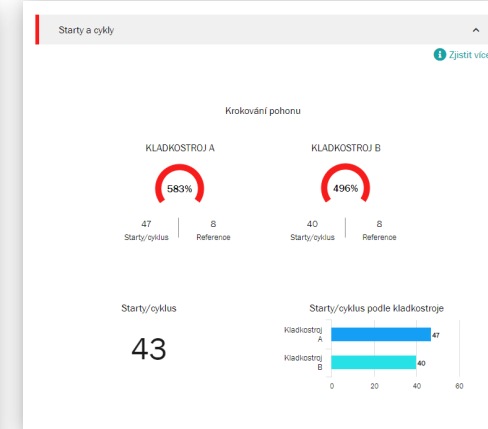 Starty a cykly
Zjistit více
Krokování pohonu
KLADKOSTROJ A
KLADKOSTROJ B
583%
496%
47
8
40
8
Starty/cyklus
Reference
Starty/cyklus
Reference
Starty/cyklus
Starty/cyklus podle kladkostroje
43
Kladkostroj
A
47
Kladkostroj
B
40
0 20 40 60